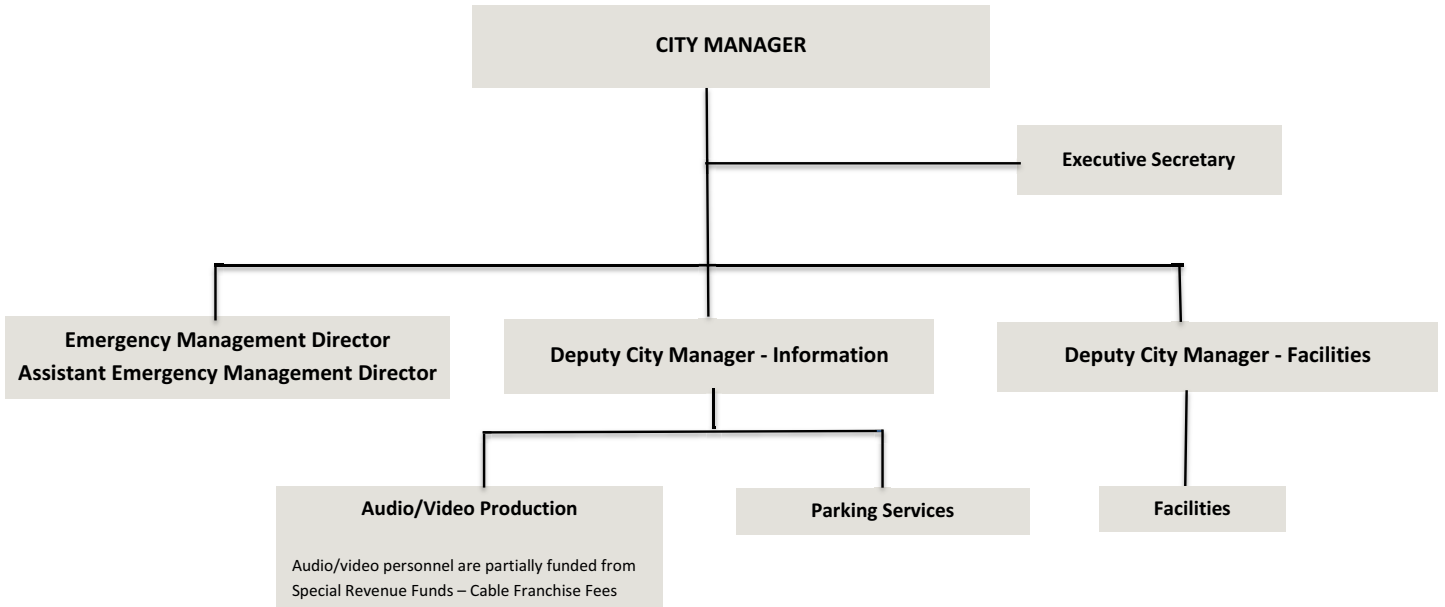 CITY MANAGER
Executive Secretary
Emergency Management Director
Assistant Emergency Management Director
Deputy City Manager - Information
Deputy City Manager - Facilities
Audio/Video Production
Audio/video personnel are partially funded from
Special Revenue Funds – Cable Franchise Fees
Parking Services
Facilities